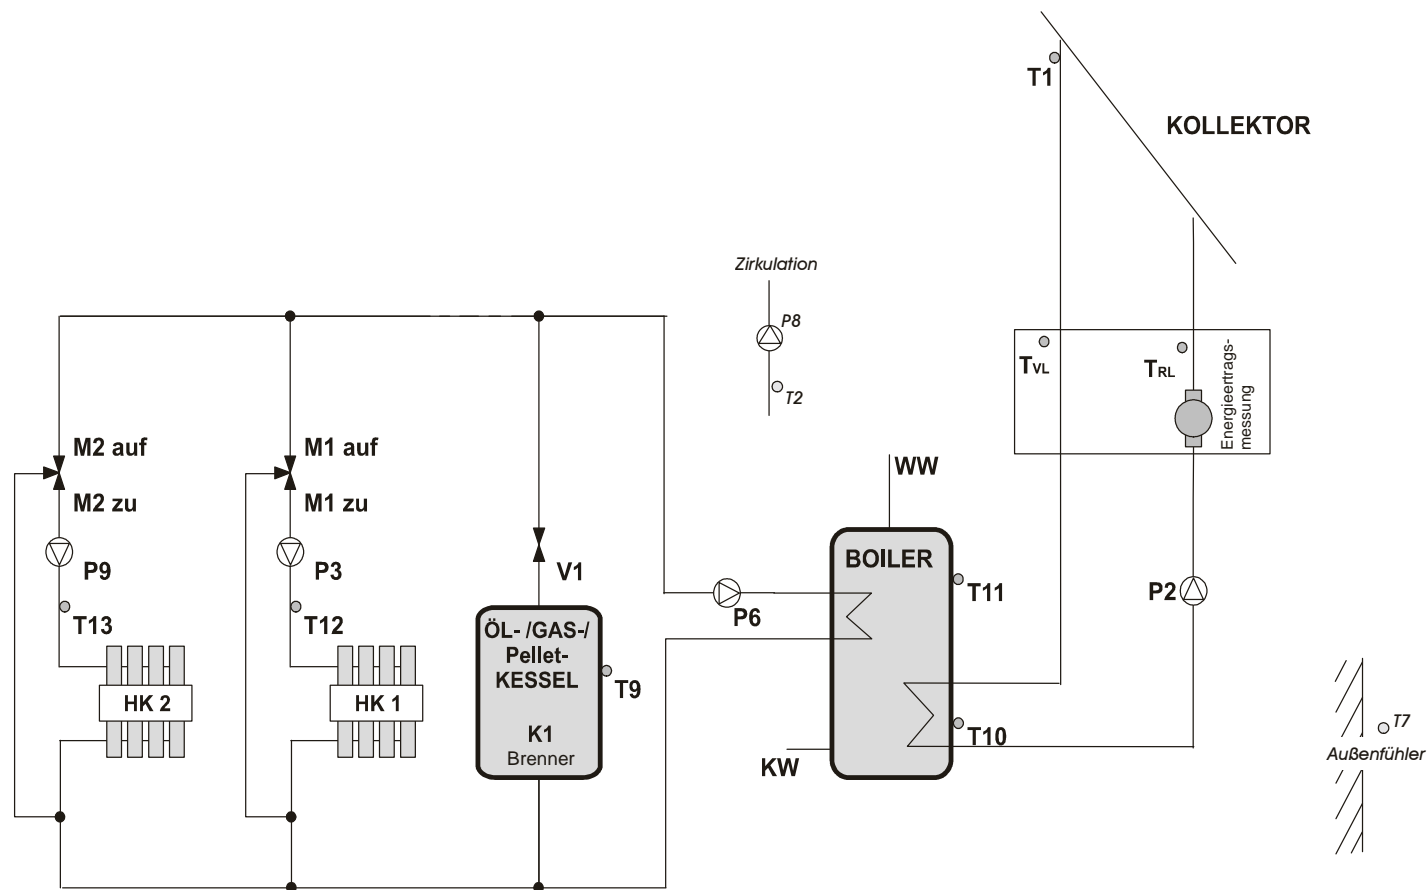 T1
KOLLEKTOR
Zirkulation
P8
T2
TVL
TRL
Energieertrags-
messung
M2 auf
M2 zu
P9
T13
HK 2
M1 auf
M1 zu
P3
T12
HK 1
V1
ÖL- /GAS-/
Pellet-
KESSEL
K1
Brenner
T9
P6
WW
BOILER
T11
T10
KW
P2
T7
Außenfühler